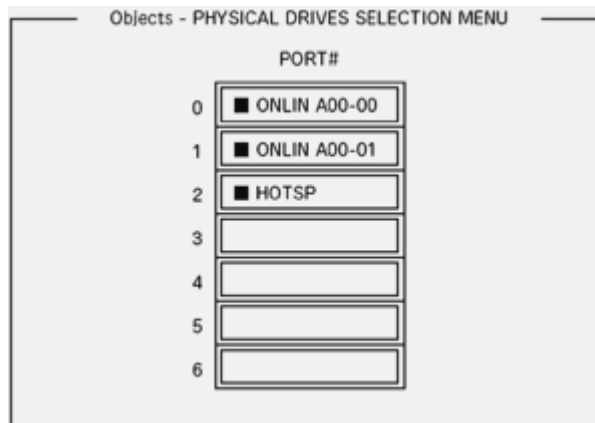 Objects - PHYSICAL DRIVES SELECTION MENU
PORT#
0 ■ ONLIN A00-00
1 ■ ONLIN A00-01
2 ■ HOTSP
3
4
5
6